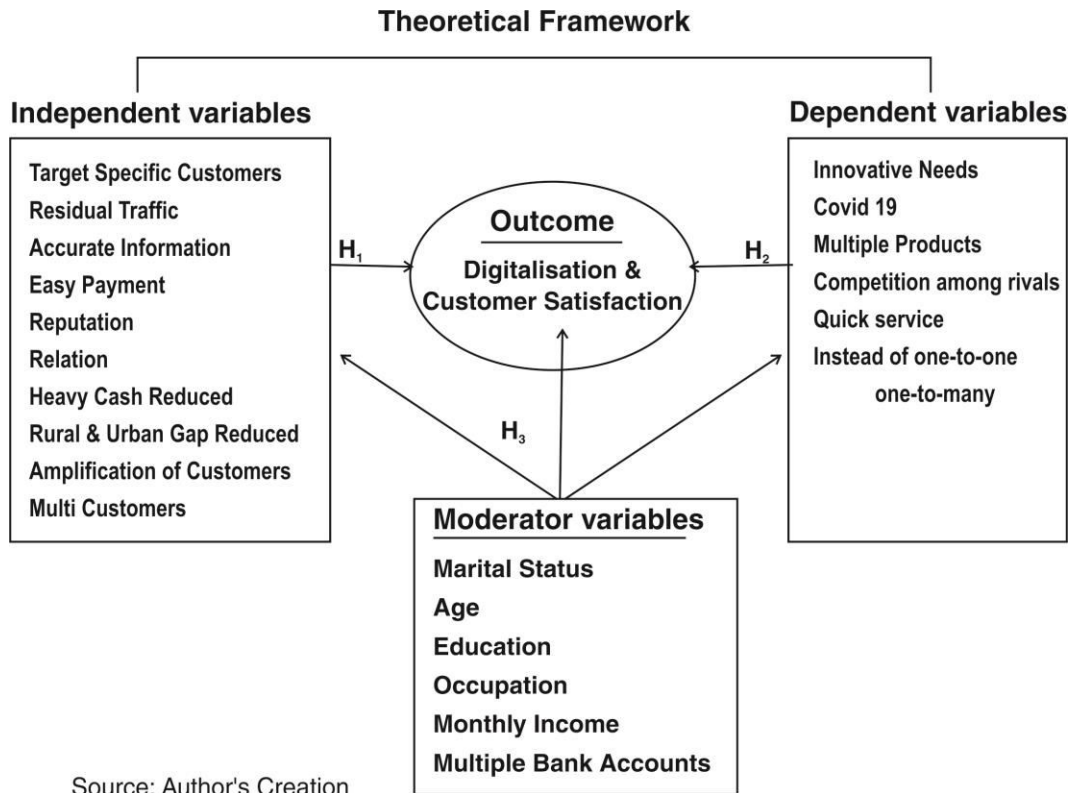 Theoretical Framework
Independent variables
Target Specific Customers
Residual Traffic
Accurate Information
Easy Payment
Reputation
Relation
Heavy Cash Reduced
Rural & Urban Gap Reduced
Amplification of Customers
Multi Customers
H₁
Outcome
Digitalisation &
Customer Satisfaction
H₂
Dependent variables
Innovative Needs
Covid 19
Multiple Products
Competition among rivals
Quick service
Instead of one-to-one
one-to-many
H₃
Moderator variables
Marital Status
Age
Education
Occupation
Monthly Income
Multiple Bank Accounts
Source: Author's Creation